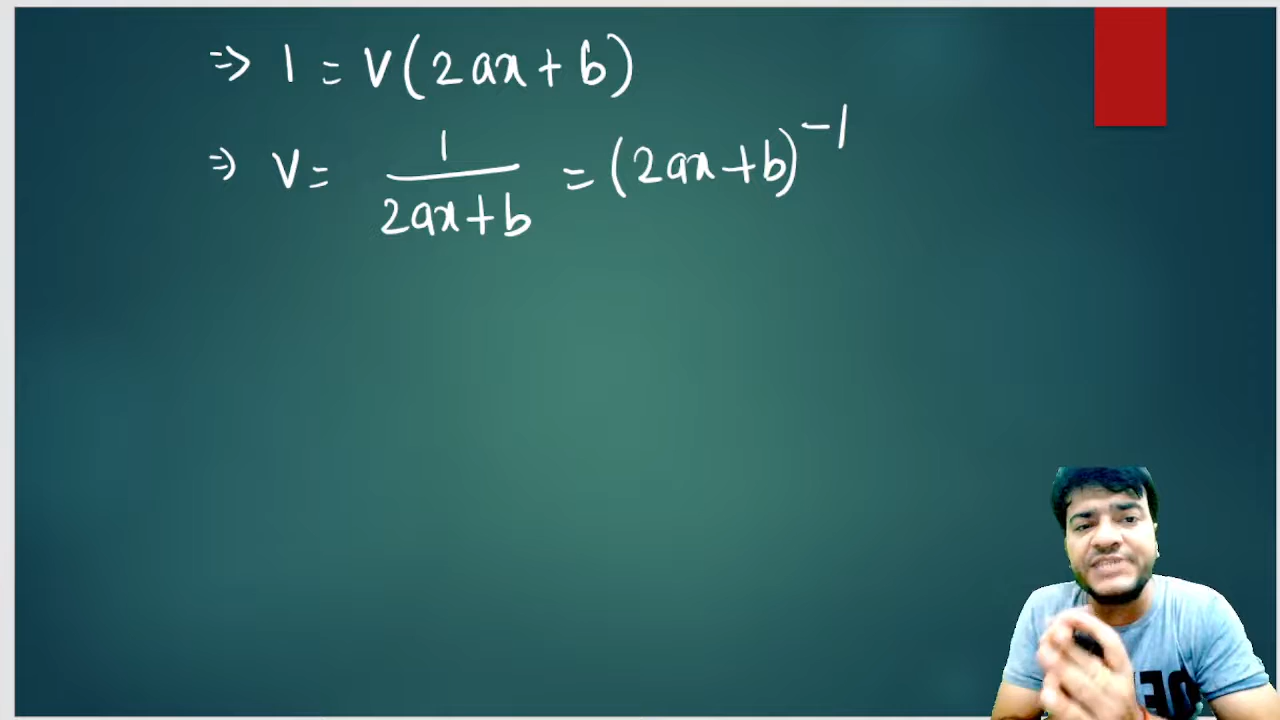 ⇒ 1 = v(2ax + b)
⇒ v = 1/(2ax+b) = (2ax+b)^-1